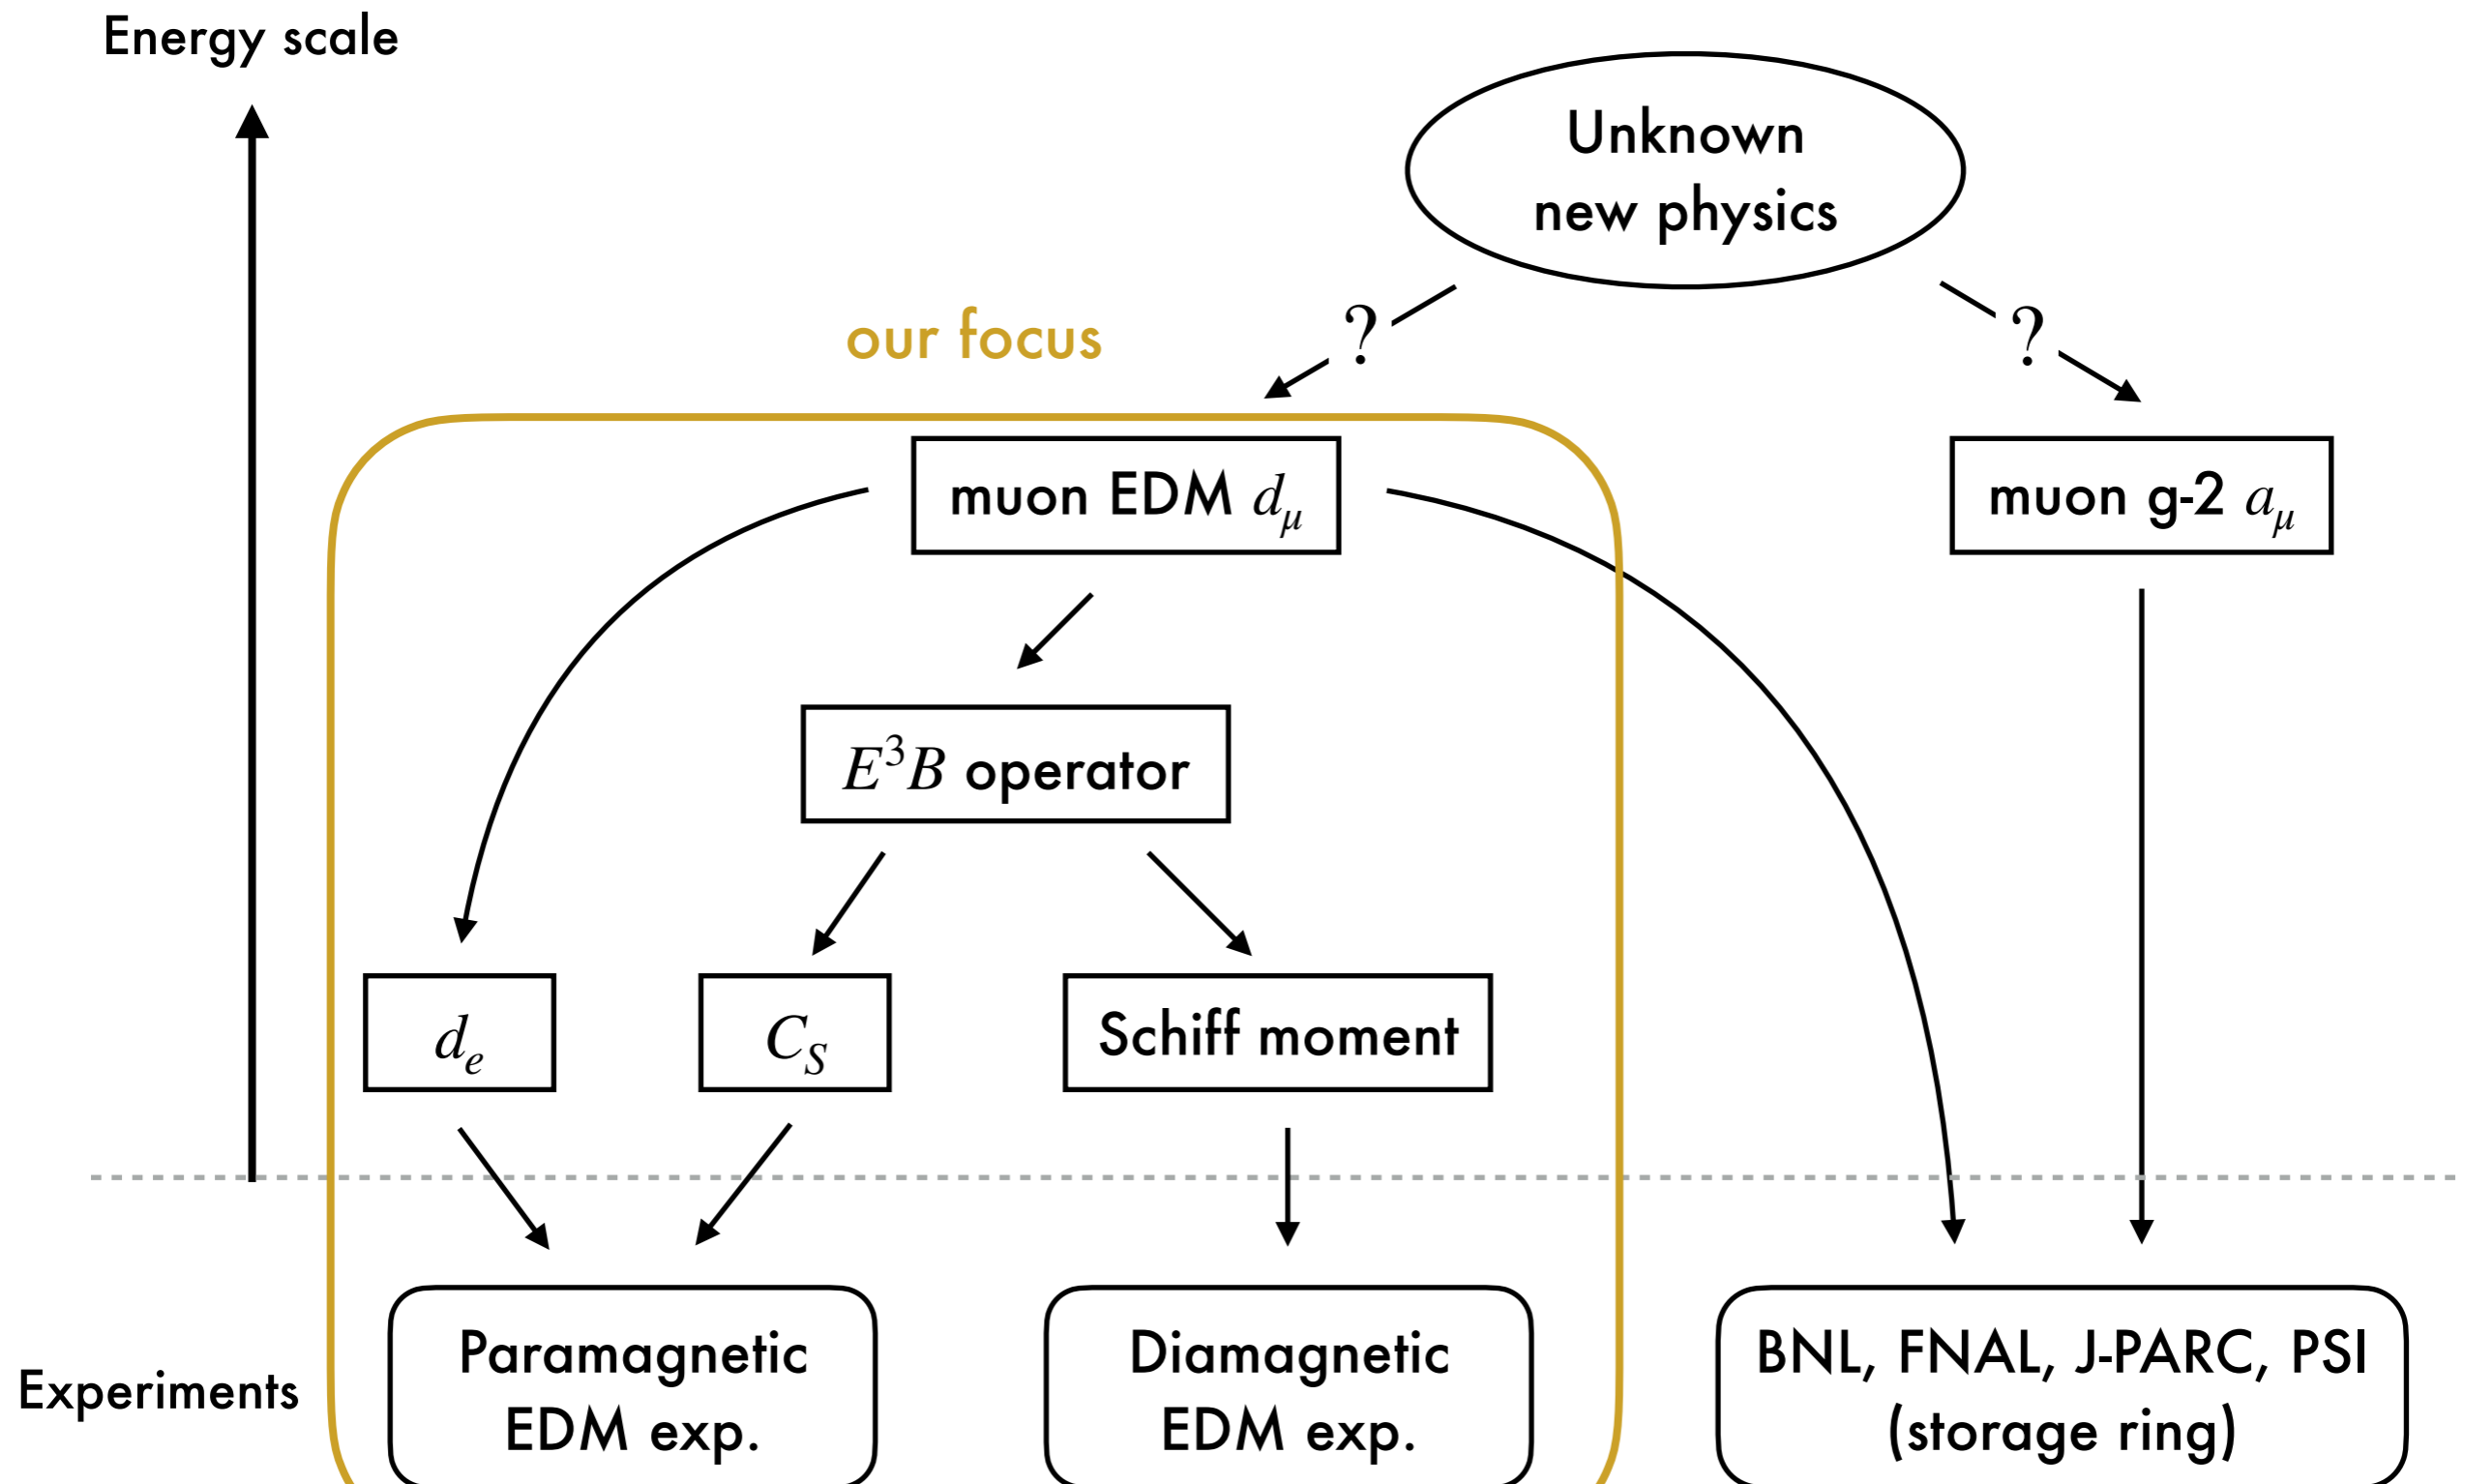 Energy scale
Unknown
new physics
our focus
?
?
muon EDM dμ
muon g-2 aμ
E³B operator
dₑ
C_S
Schiff moment
Experiments
Paramagnetic
EDM exp.
Diamagnetic
EDM exp.
BNL, FNAL, J-PARC, PSI
(storage ring)